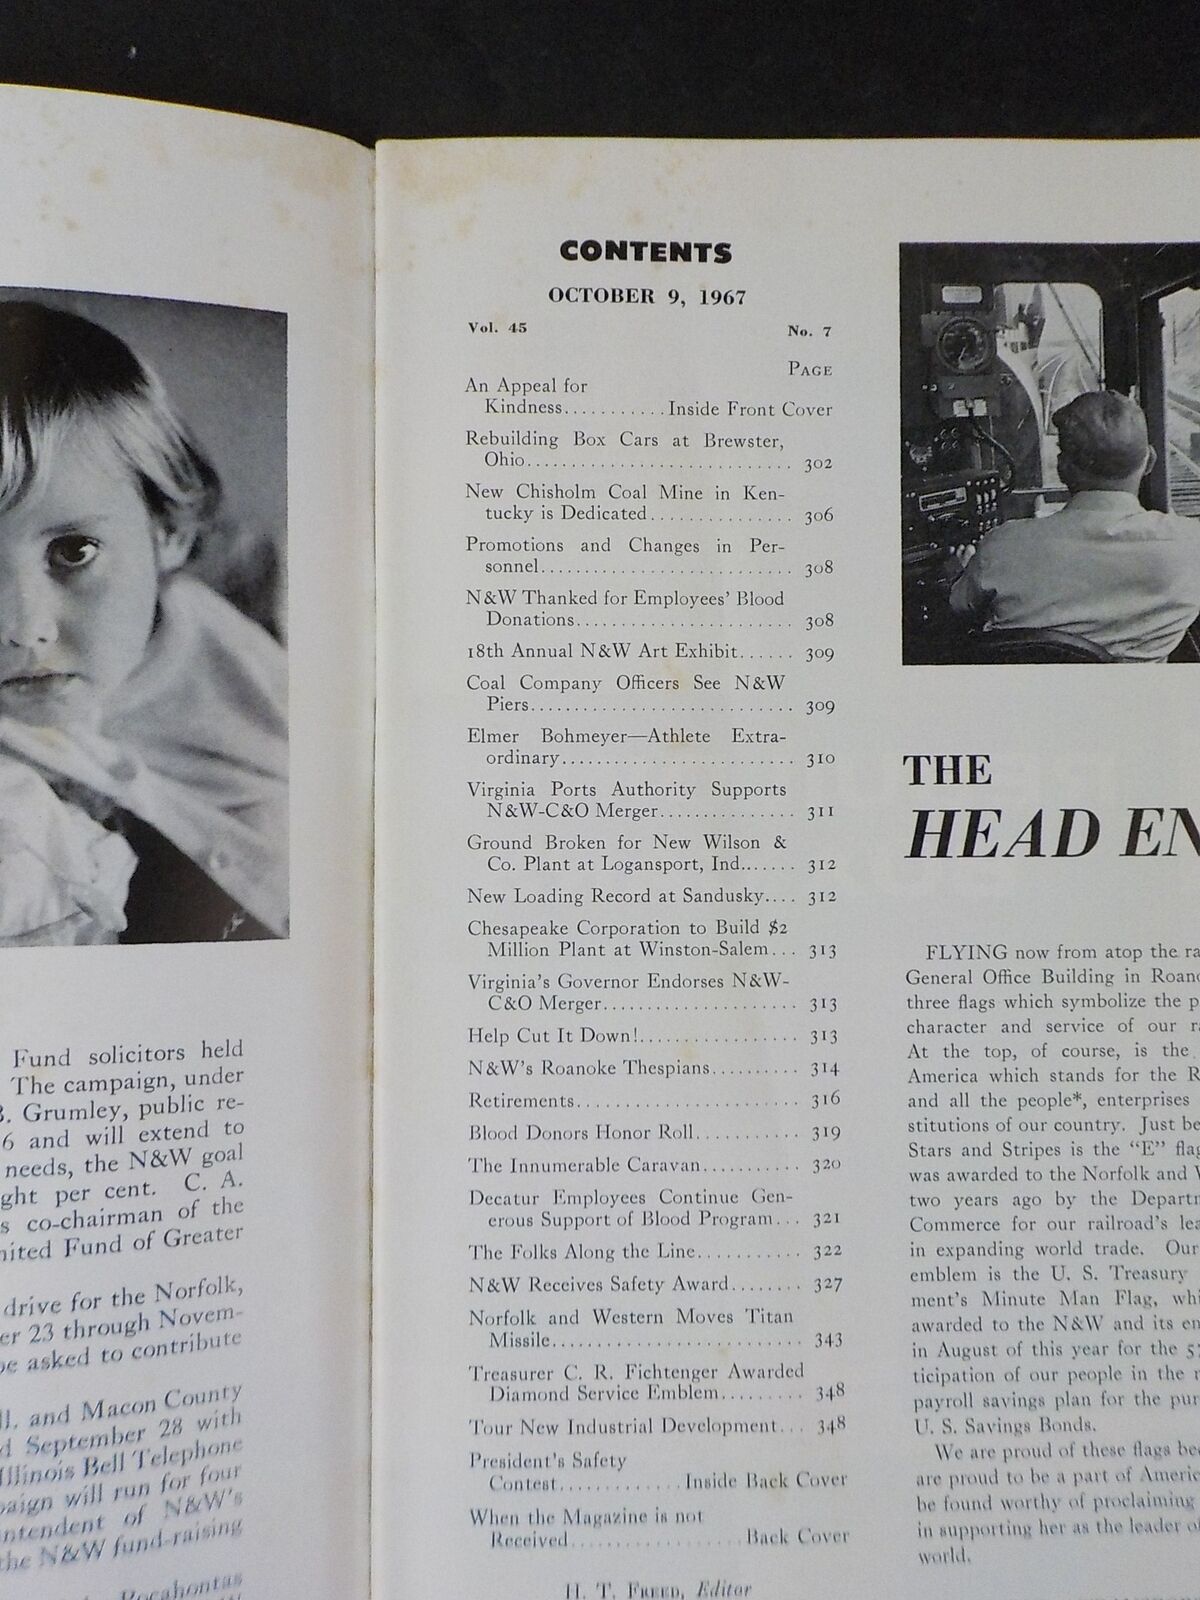 Fund solicitors held
The campaign, under
Grumley, public re-
6 and will extend to
needs, the N&W goal
per cent. C. A.
co-chairman of the
Fund of Greater
drive for the Norfolk,
23 through Novem-
asked to contribute
and Macon County
September 28 with
Illinois Bell Telephone
will run for four
of N&W's
the N&W fund-raising
Pocahontas
CONTENTS
OCTOBER 9, 1967
Vol. 45 No. 7
PAGE
An Appeal for
Kindness........... Inside Front Cover
Rebuilding Box Cars at Brewster,
Ohio........................... 302
New Chisholm Coal Mine in Ken-
tucky is Dedicated............... 306
Promotions and Changes in Per-
sonnel.......................... 308
N&W Thanked for Employees' Blood
Donations...................... 308
18th Annual N&W Art Exhibit...... 309
Coal Company Officers See N&W
Piers........................... 309
Elmer Bohmeyer—Athlete Extra-
ordinary........................ 310
Virginia Ports Authority Supports
N&W-C&O Merger............... 311
Ground Broken for New Wilson &
Co. Plant at Logansport, Ind....... 312
New Loading Record at Sandusky.... 312
Chesapeake Corporation to Build $2
Million Plant at Winston-Salem... 313
Virginia's Governor Endorses N&W-
C&O Merger.................... 313
Help Cut It Down!................. 313
N&W's Roanoke Thespians.......... 314
Retirements....................... 316
Blood Donors Honor Roll........... 319
The Innumerable Caravan........... 320
Decatur Employees Continue Gen-
erous Support of Blood Program... 321
The Folks Along the Line........... 322
N&W Receives Safety Award........ 327
Norfolk and Western Moves Titan
Missile......................... 343
Treasurer C. R. Fichtenger Awarded
Diamond Service Emblem......... 348
Tour New Industrial Development... 348
President's Safety
Contest............ Inside Back Cover
When the Magazine is not
Received................... Back Cover
H. T. FREED, Editor
THE
HEAD
FLYING now from atop the
General Office Building in
three flags which symbolize the
character and service of our
At the top, of course, is the
America which stands for the
and all the people*, enterprises
stitutions of our country. Just
Stars and Stripes is the "E"
was awarded to the Norfolk and
two years ago by the
Commerce for our railroad's
in expanding world trade. Our
emblem is the U. S. Treasury
ment's Minute Man Flag,
awarded to the N&W and its
in August of this year for the
ticipation of our people in the
payroll savings plan for the
U. S. Savings Bonds.
We are proud of these flags
are proud to be a part of
be found worthy of proclaiming
in supporting her as the leader
world.